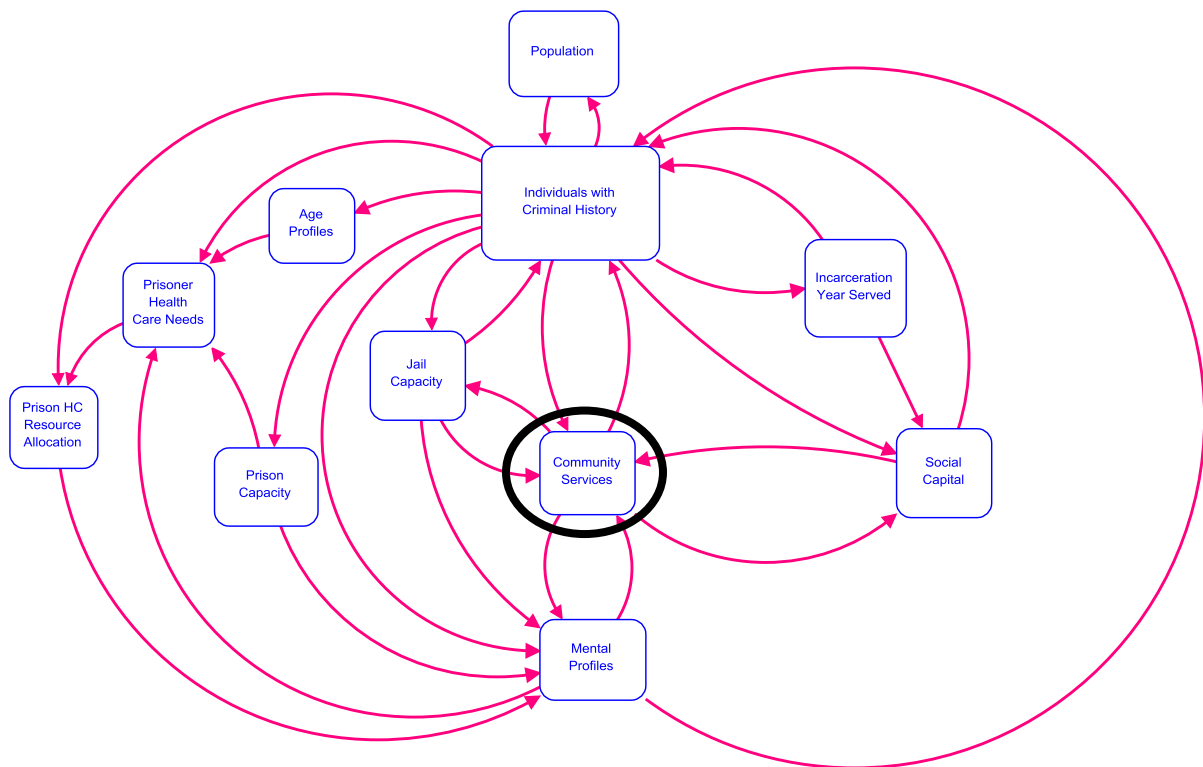 Population
Individuals with
Criminal History
Age
Profiles
Incarceration
Year Served
Prisoner
Health
Care Needs
Jail
Capacity
Prison HC
Resource
Allocation
Prison
Capacity
Community
Services
Social
Capital
Mental
Profiles